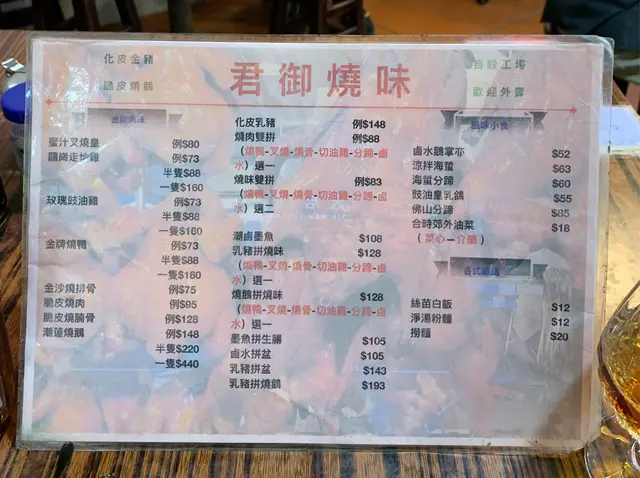 化皮金豬
脆皮燒鵝
君御燒味
自設工埸
歡迎外賣
蜜汁叉燒皇 例$80
龍崗走地雞 例$73
半隻$88
一隻$160
玫瑰豉油雞 例$73
半隻$88
一隻$160
金牌燒鴨 例$73
半隻$88
一隻$160
金沙燒排骨 例$75
脆皮燒肉 例$95
脆皮燒腩骨 例$128
潮蓮燒鵝 例$148
半隻$220
一隻$440
化皮乳豬 例$148
燒肉雙拼 例$88
(燒鴨-叉燒-燒骨-切油雞-分蹄-鹵
水) 選一
燒味雙拼 例$83
(燒鴨-叉燒-燒骨-切油雞-分蹄-鹵
水) 選二
潮鹵墨魚 $108
乳豬拼燒味 $128
(燒鴨-叉燒-燒骨-切油雞-分蹄-鹵
水) 選一
燒鵝拼燒味 $128
(燒鴨-叉燒-燒骨-切油雞-分蹄-鹵
水) 選一
墨魚拼生腸 $105
鹵水拼盆 $105
乳豬拼盆 $143
乳豬拼燒鵝 $193
鹵水鵝掌亦 $52
涼拌海蜇 $63
海蜇分蹄 $60
豉油皇乳鴿 $55
佛山分蹄 $85
合時郊外油菜 $18
(菜心－介蘭)
絲苗白飯 $12
淨湯粉麵 $12
撈麵 $20